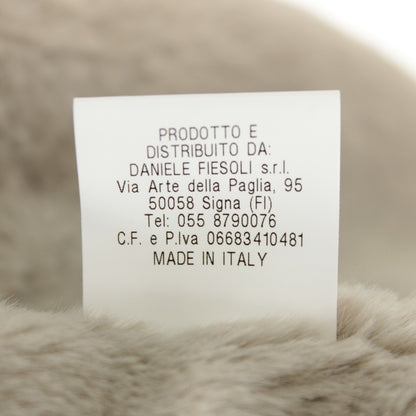 PRODOTTO E
DISTRIBUITO DA:
DANIELE FIESOLI s.r.l.
Via Arte della Paglia, 95
50058 Signa (FI)
Tel: 055 8790076
C.F. e P.Iva 06683410481
MADE IN ITALY